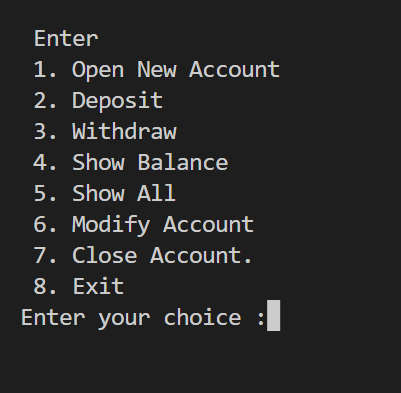 Enter
1. Open New Account
2. Deposit
3. Withdraw
4. Show Balance
5. Show All
6. Modify Account
7. Close Account.
8. Exit
Enter your choice :